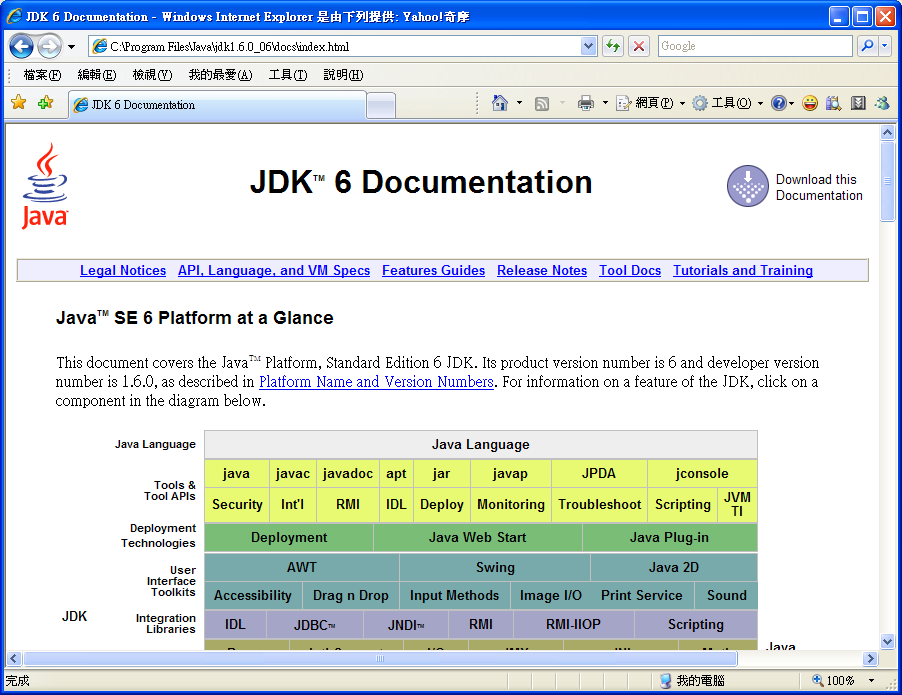 JDK 6 Documentation - Windows Internet Explorer 是由下列提供: Yahoo!奇摩
C:\Program Files\Java\jdk1.6.0_06\docs\index.html
Google
檔案(F) 編輯(E) 檢視(V) 我的最愛(A) 工具(T) 說明(H)
JDK 6 Documentation
網頁(P) 工具(O)
Java
JDK™ 6 Documentation
Download this
Documentation
Legal Notices API, Language, and VM Specs Features Guides Release Notes Tool Docs Tutorials and Training
Java™ SE 6 Platform at a Glance
This document covers the Java™ Platform, Standard Edition 6 JDK. Its product version number is 6 and developer version
number is 1.6.0, as described in Platform Name and Version Numbers. For information on a feature of the JDK, click on a
component in the diagram below.
Java Language
Java Language
Tools &
Tool APIs
java javac javadoc apt jar javap JPDA jconsole
Security Int'l RMI IDL Deploy Monitoring Troubleshoot Scripting JVM
TI
Deployment
Technologies
Deployment Java Web Start Java Plug-in
User
Interface
Toolkits
AWT Swing Java 2D
Accessibility Drag n Drop Input Methods Image I/O Print Service Sound
JDK
Integration
Libraries
IDL JDBC™ JNDI™ RMI RMI-IIOP Scripting
Java
完成 我的電腦 100%